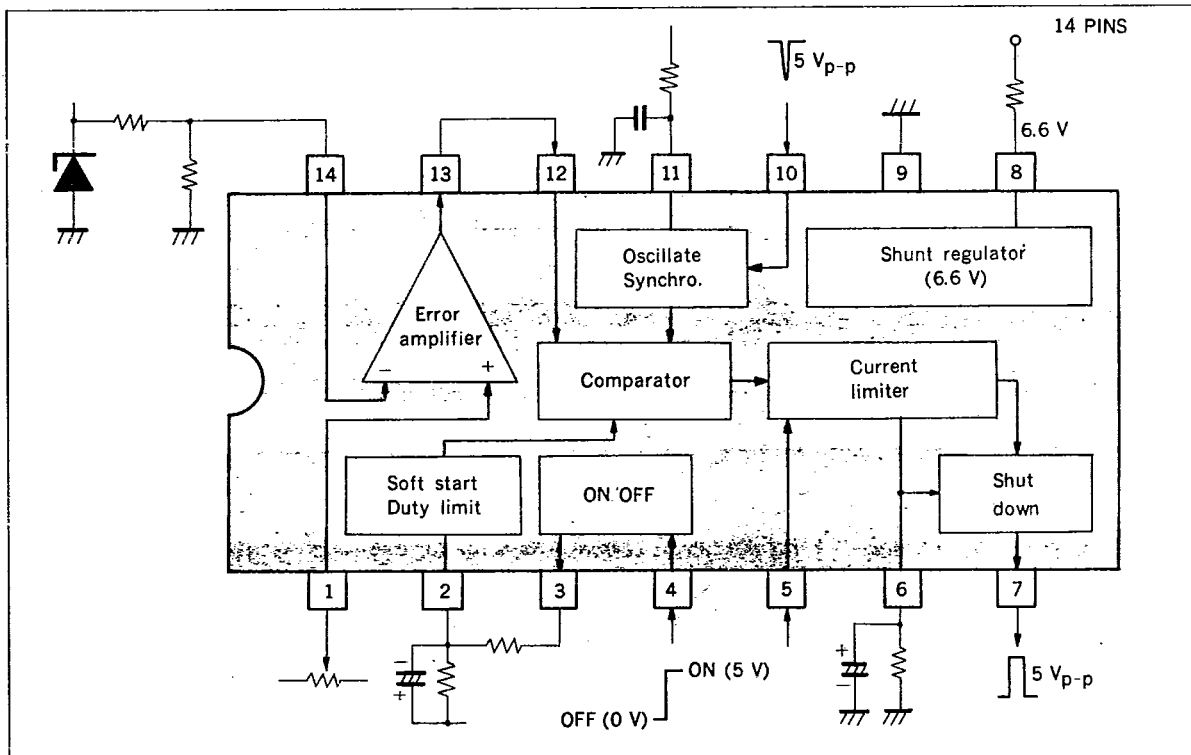 14 PINS
5 Vp-p
6.6 V
14
13
12
11
10
9
8
Oscillate
Synchro.
Shunt regulator
(6.6 V)
Error
amplifier
−
+
Comparator
Current
limiter
Soft start
Duty limit
ON OFF
Shut
down
1
2
3
4
5
6
7
−
+
ON (5 V)
OFF (0 V)
+
−
5 Vp-p